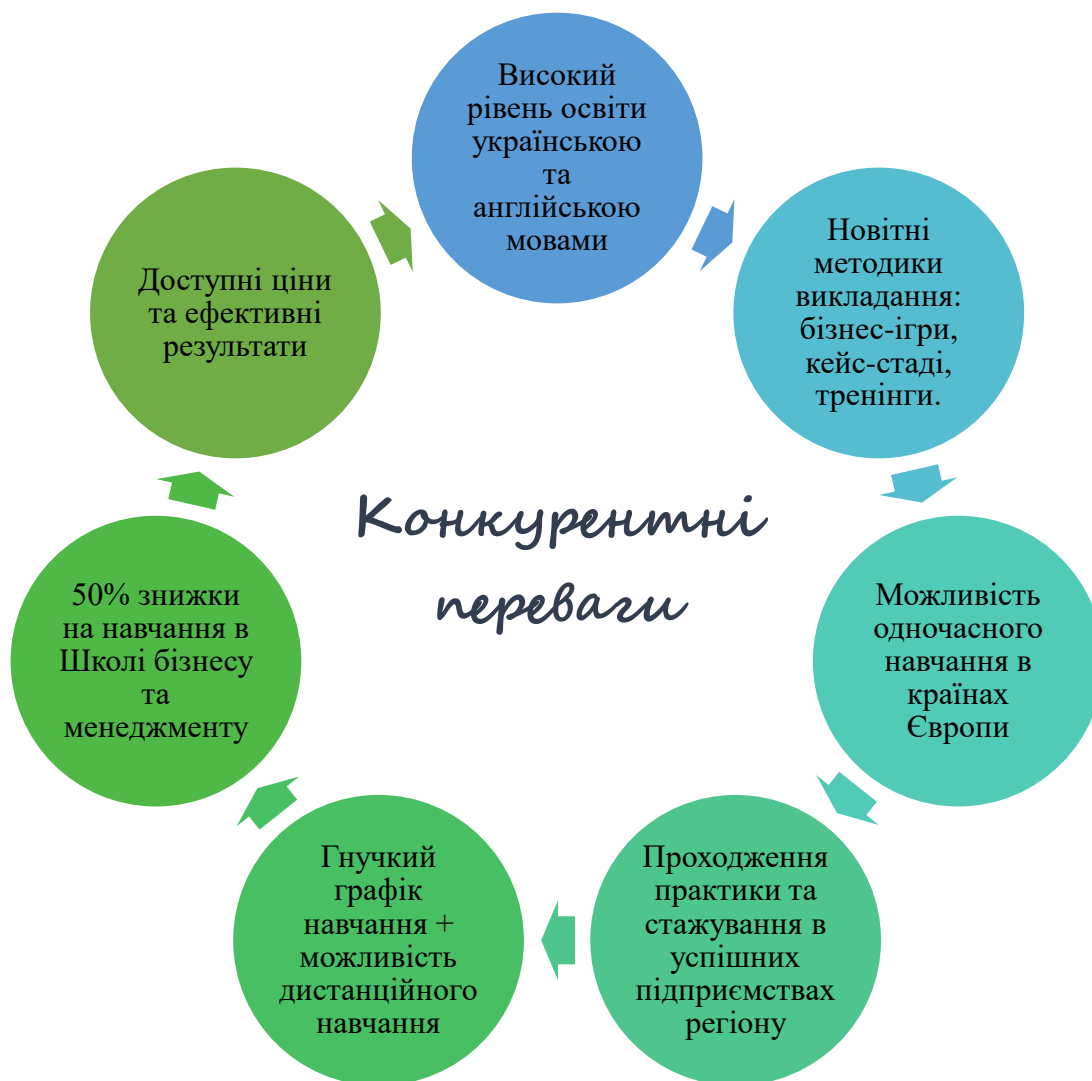 Високий
рівень освіти
українською
та
англійською
мовами
Новітні
методики
викладання:
бізнес-ігри,
кейс-стаді,
тренінги.
Можливість
одночасного
навчання в
країнах
Європи
Проходження
практики та
стажування в
успішних
підприємствах
регіону
Гнучкий
графік
навчання +
можливість
дистанційного
навчання
50% знижки
на навчання в
Школі бізнесу
та
менеджменту
Доступні ціни
та ефективні
результати
Конкурентні
переваги